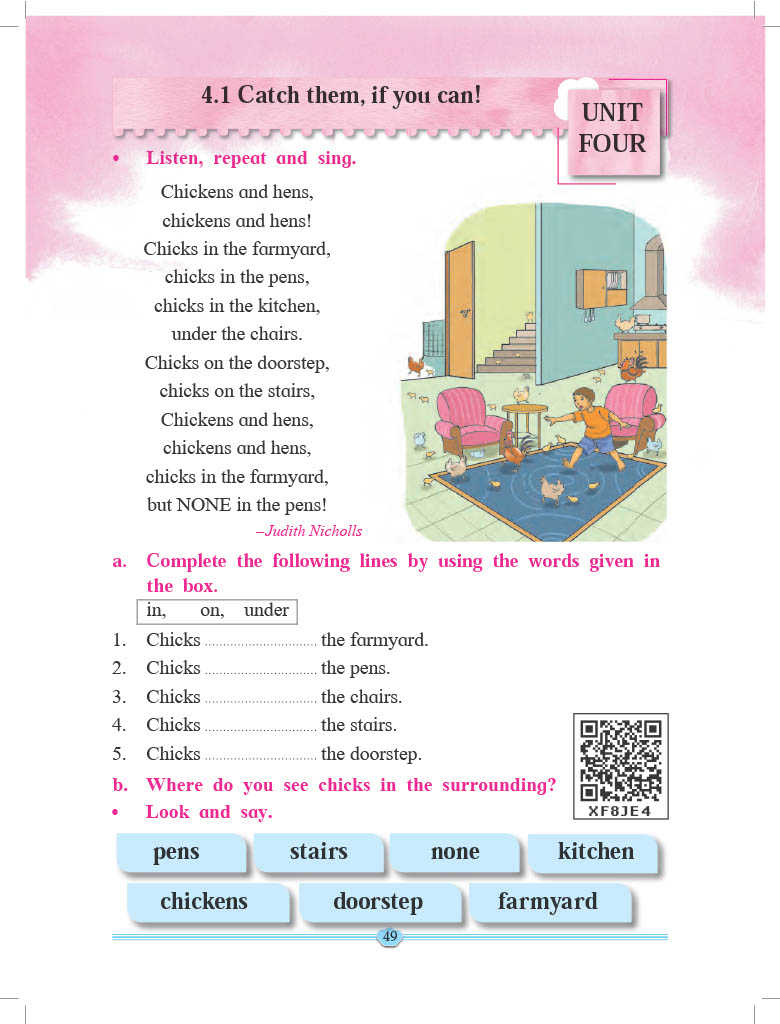 4.1 Catch them, if you can!
UNIT
FOUR
• Listen, repeat and sing.
Chickens and hens,
chickens and hens!
Chicks in the farmyard,
chicks in the pens,
chicks in the kitchen,
under the chairs.
Chicks on the doorstep,
chicks on the stairs,
Chickens and hens,
chickens and hens,
chicks in the farmyard,
but NONE in the pens!
–Judith Nicholls
a. Complete the following lines by using the words given in
the box.
in, on, under
1. Chicks ............................... the farmyard.
2. Chicks ............................... the pens.
3. Chicks ............................... the chairs.
4. Chicks ............................... the stairs.
5. Chicks ............................... the doorstep.
XF8JE4
b. Where do you see chicks in the surrounding?
• Look and say.
pens stairs none kitchen
chickens doorstep farmyard
49